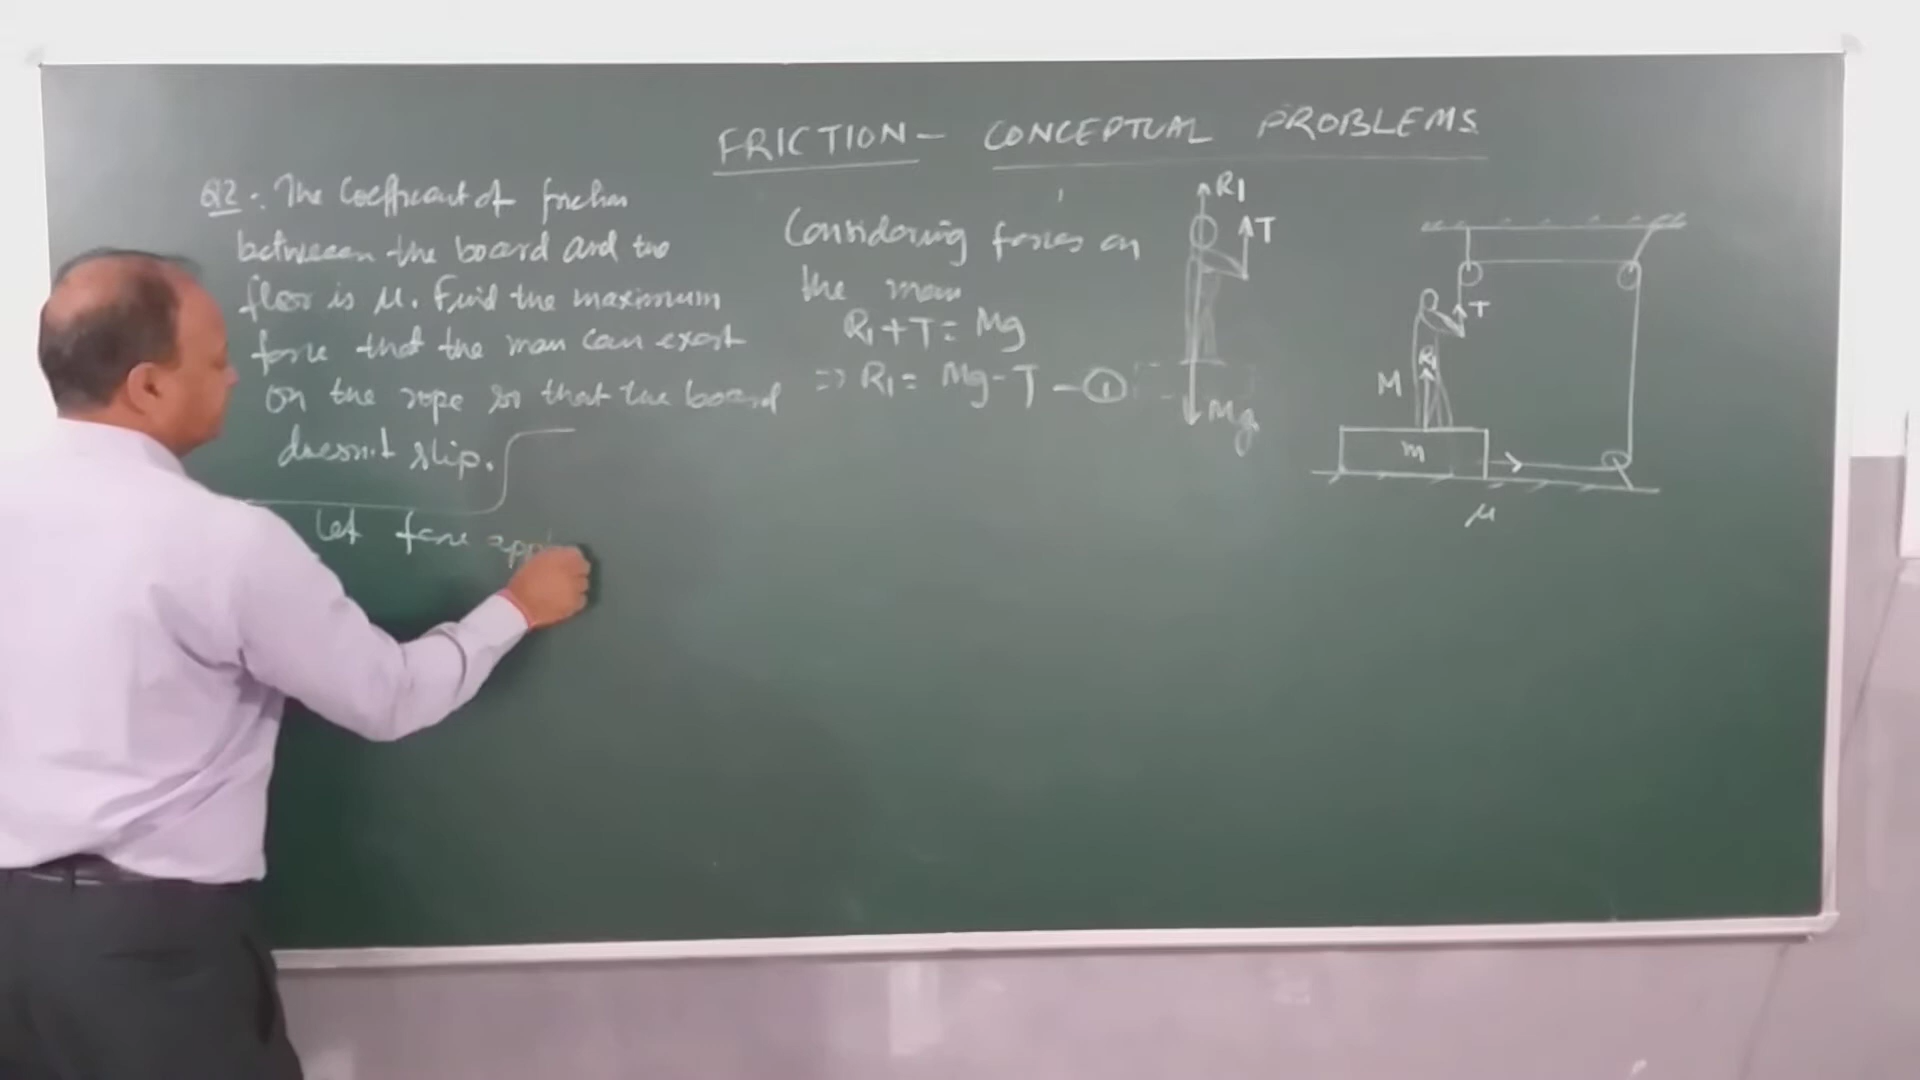 FRICTION - CONCEPTUAL PROBLEMS
Q2:. The Coefficient of friction
between the board and the
floor is μ. Find the maximum
force that the man can exert
on the rope so that the board
doesn't slip.
Let force app
Considering forces on
the man
R1+T= Mg
=> R1= Mg-T -①
R1
T
Mg
T
R1
M
m
μ